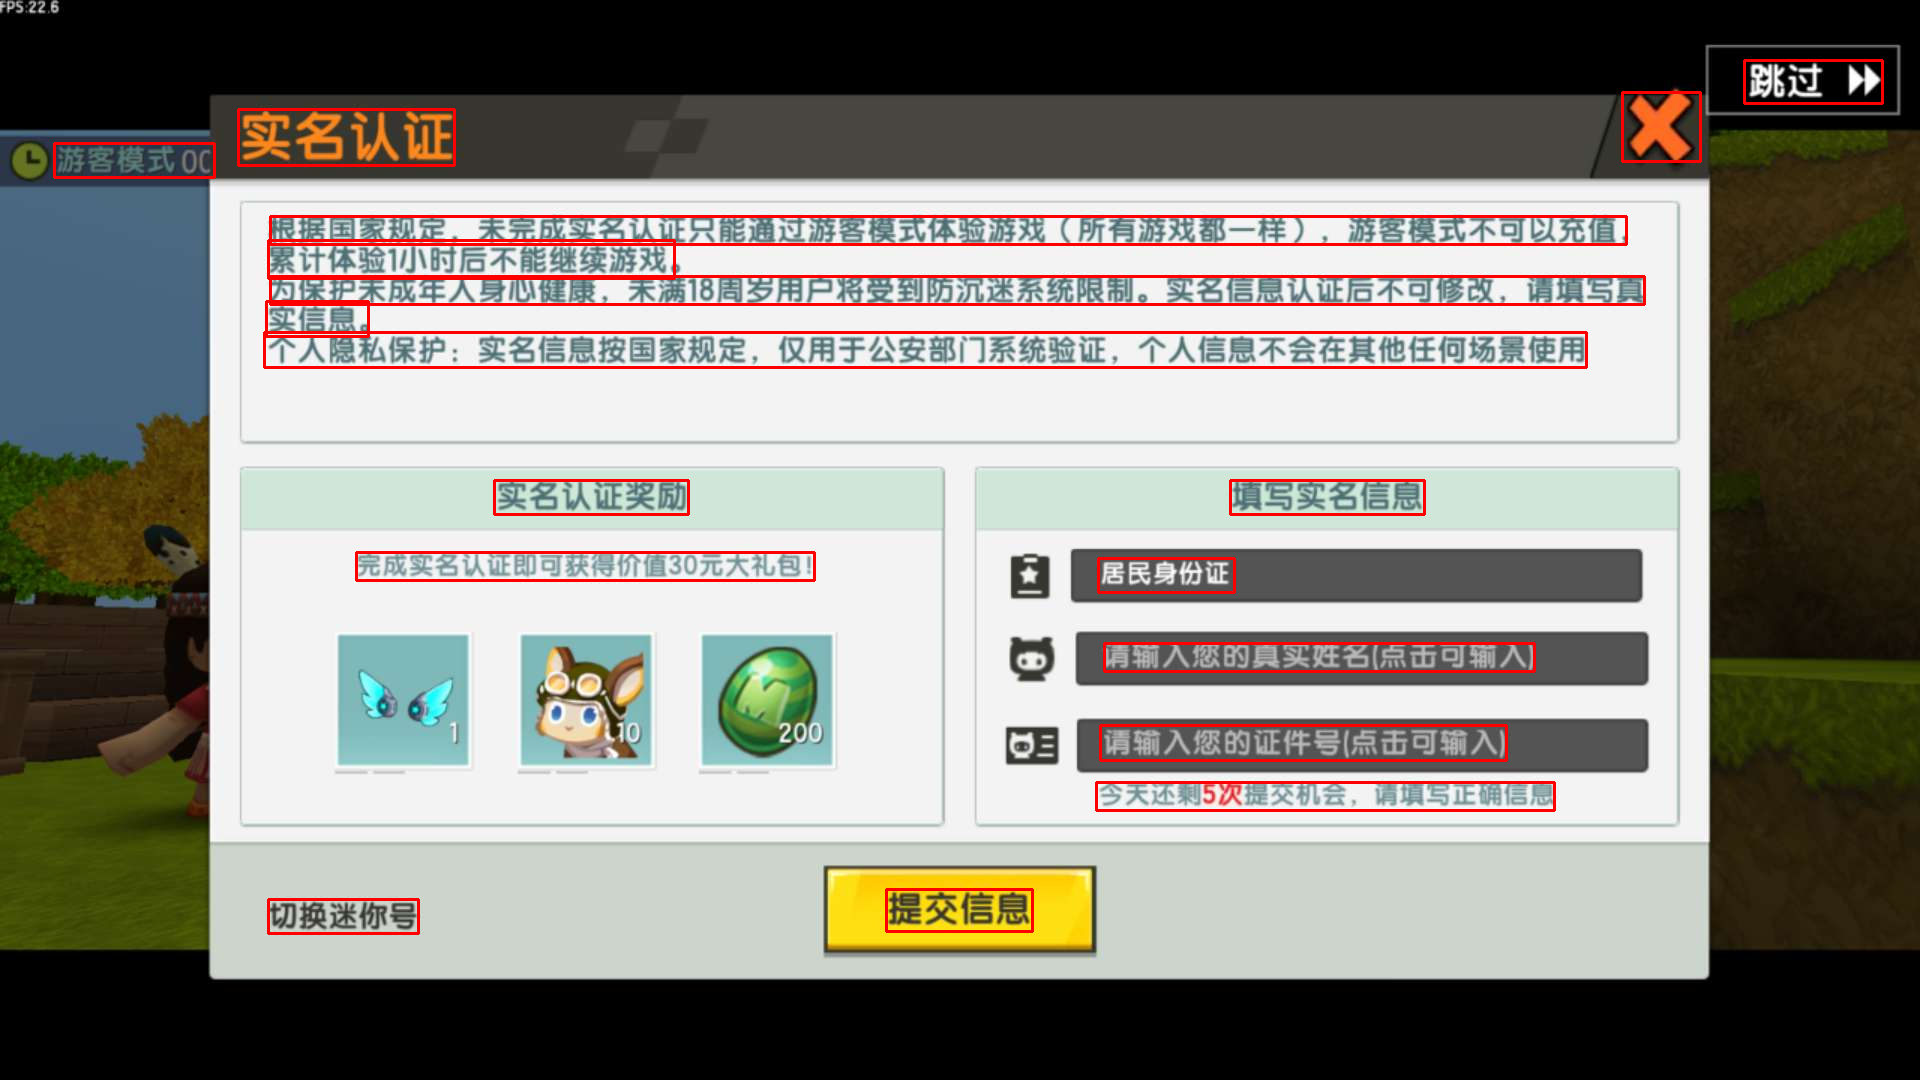 FPS:22.6
跳过
实名认证
游客模式 00
根据国家规定，未完成实名认证只能通过游客模式体验游戏（所有游戏都一样），游客模式不可以充值，
累计体验1小时后不能继续游戏。
为保护未成年人身心健康，未满18周岁用户将受到防沉迷系统限制。实名信息认证后不可修改，请填写真
实信息。
个人隐私保护：实名信息按国家规定，仅用于公安部门系统验证，个人信息不会在其他任何场景使用
实名认证奖励
完成实名认证即可获得价值30元大礼包！
1
10
200
填写实名信息
居民身份证
请输入您的真实姓名(点击可输入)
请输入您的证件号(点击可输入)
今天还剩5次提交机会，请填写正确信息
切换迷你号
提交信息